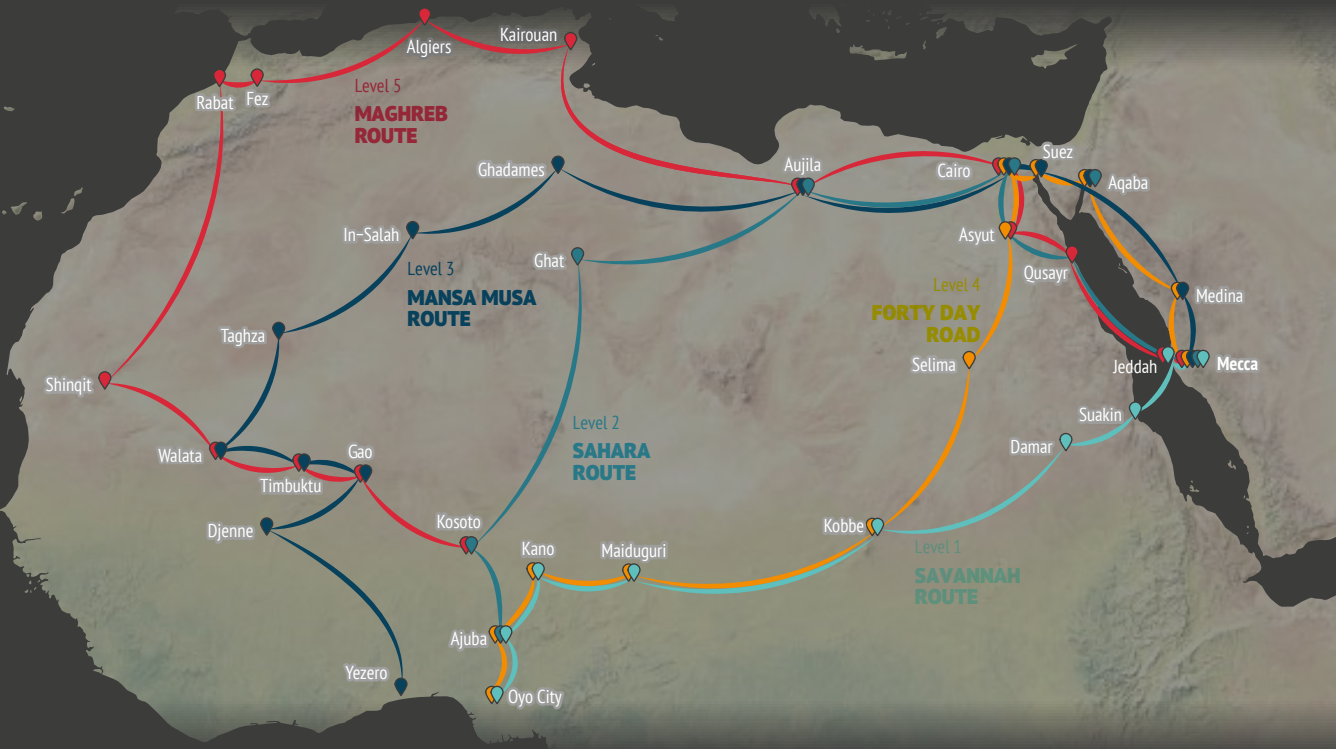 Algiers
Kairouan
Rabat
Fez
Level 5
MAGHREB
ROUTE
Ghadames
Aujila
Cairo
Suez
Aqaba
In-Salah
Ghat
Asyut
Qusayr
Level 3
MANSA MUSA
ROUTE
Level 4
FORTY DAY
ROAD
Medina
Taghza
Selima
Jeddah
Mecca
Shinqit
Suakin
Level 2
SAHARA
ROUTE
Damar
Walata
Gao
Timbuktu
Djenne
Kosoto
Kano
Maiduguri
Kobbe
Level 1
SAVANNAH
ROUTE
Ajuba
Yezero
Oyo City